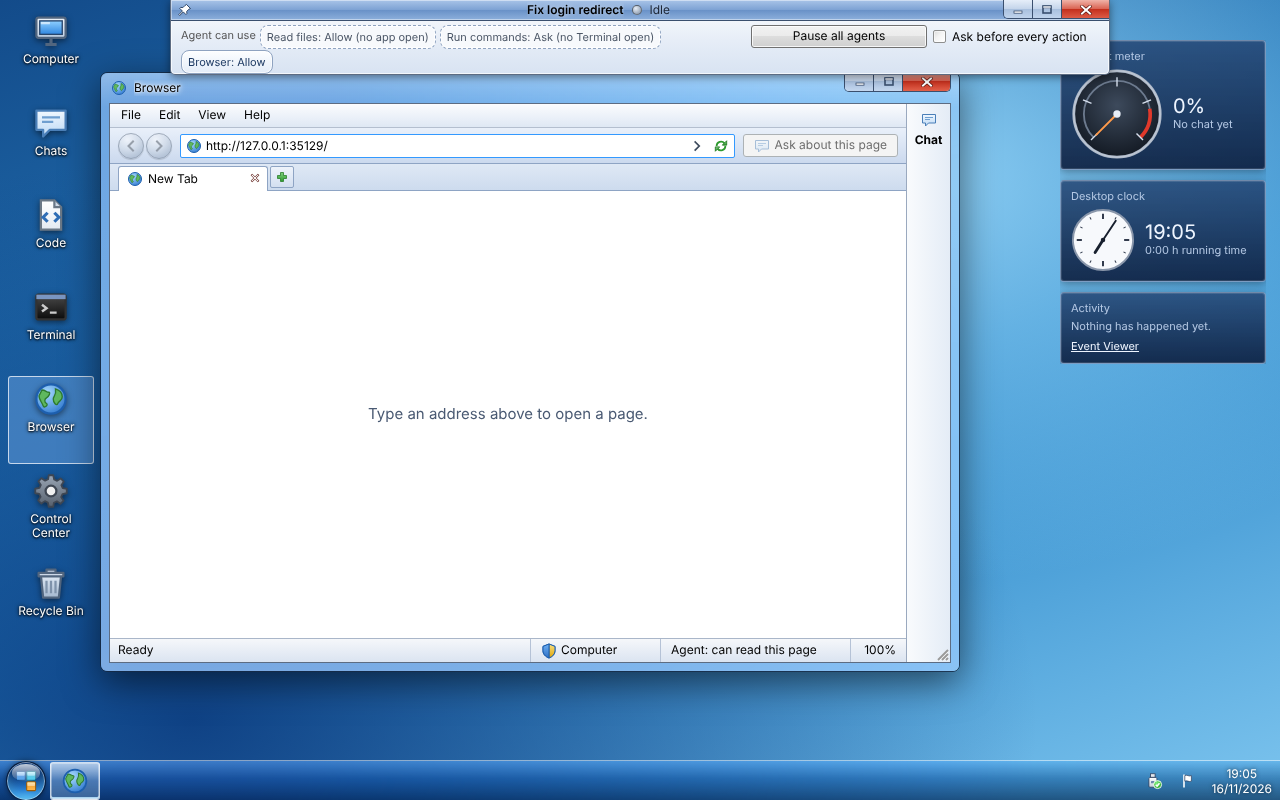 Fix login redirect
Idle
Agent can use
Read files: Allow (no app open)
Run commands: Ask (no Terminal open)
Browser: Allow
Pause all agents
Ask before every action
Computer
Chats
Code
Terminal
Browser
Control Center
Recycle Bin
Browser
File Edit View Help
http://127.0.0.1:35129/
Ask about this page
New Tab
Type an address above to open a page.
Chat
Ready
Computer
Agent: can read this page
100%
meter
0%
No chat yet
Desktop clock
19:05
0:00 h running time
Activity
Nothing has happened yet.
Event Viewer
19:05
16/11/2026